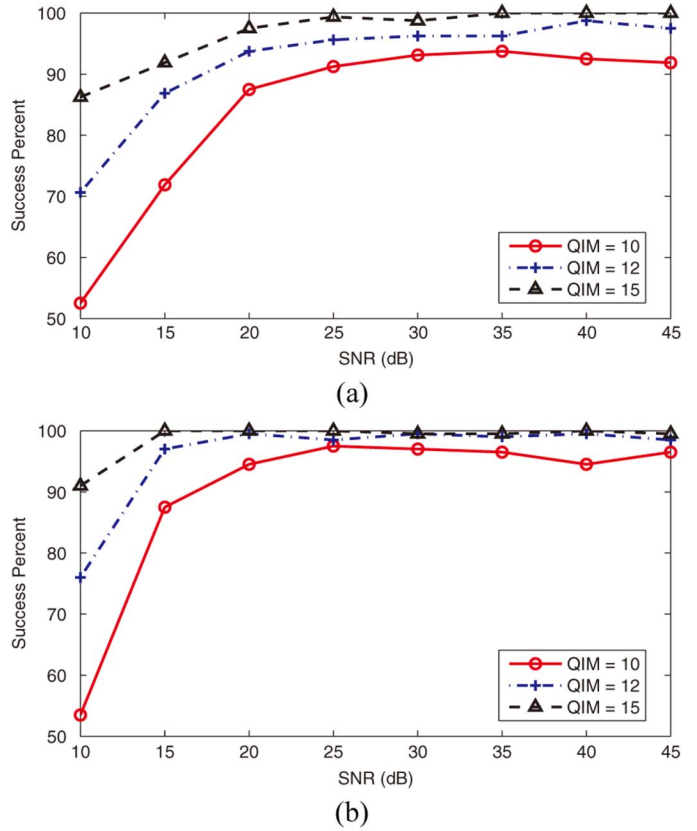 100
90
80
70
60
50
Success Percent
10 15 20 25 30 35 40 45
SNR (dB)
QIM = 10
QIM = 12
QIM = 15
(a)
100
90
80
70
60
50
Success Percent
10 15 20 25 30 35 40 45
SNR (dB)
QIM = 10
QIM = 12
QIM = 15
(b)